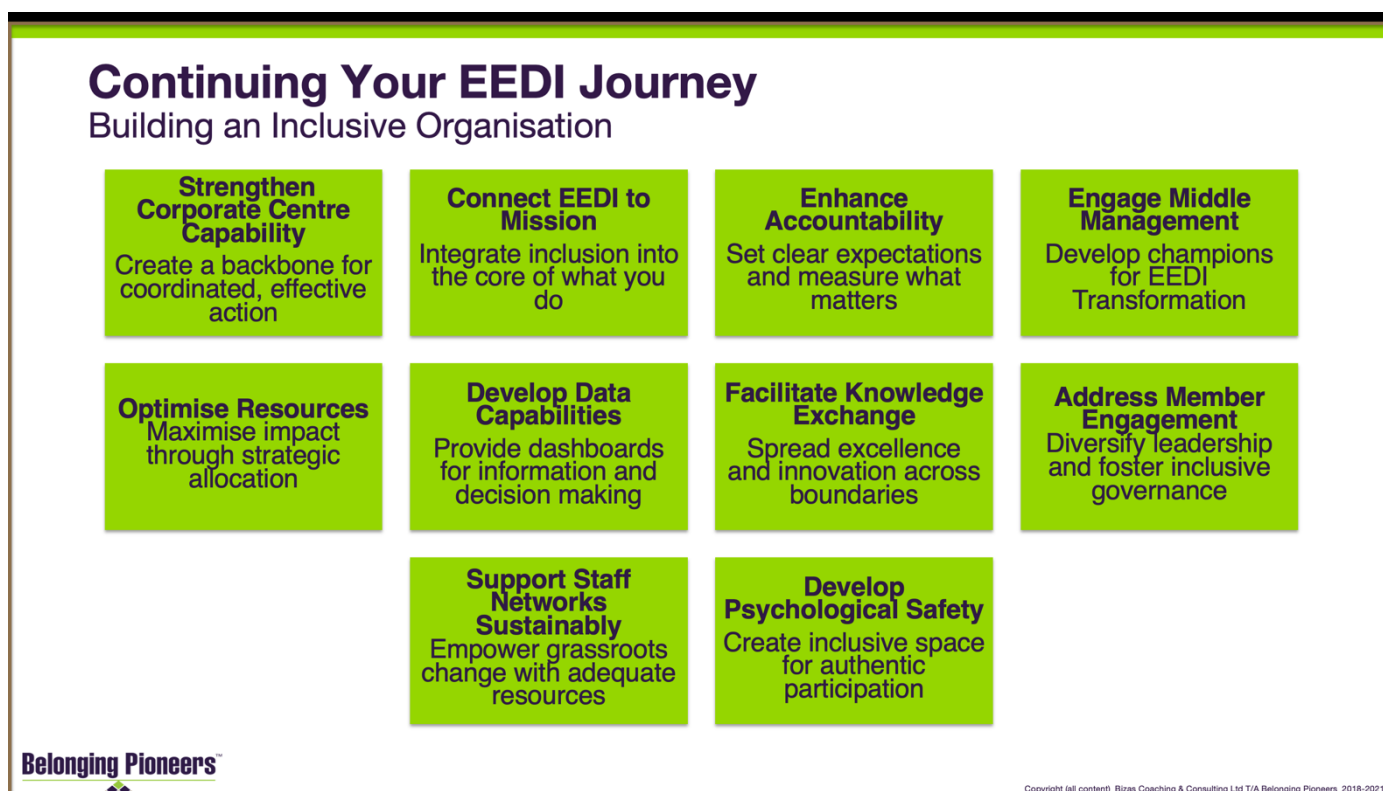 Continuing Your EEDI Journey
Building an Inclusive Organisation
Strengthen
Corporate Centre
Capability
Create a backbone for
coordinated, effective
action
Connect EEDI to
Mission
Integrate inclusion into
the core of what you
do
Enhance
Accountability
Set clear expectations
and measure what
matters
Engage Middle
Management
Develop champions
for EEDI
Transformation
Optimise Resources
Maximise impact
through strategic
allocation
Develop Data
Capabilities
Provide dashboards
for information and
decision making
Facilitate Knowledge
Exchange
Spread excellence
and innovation across
boundaries
Address Member
Engagement
Diversify leadership
and foster inclusive
governance
Support Staff
Networks
Sustainably
Empower grassroots
change with adequate
resources
Develop
Psychological Safety
Create inclusive space
for authentic
participation
Belonging Pioneers™
Copyright (all content) Bizas Coaching & Consulting Ltd T/A Belonging Pioneers 2018-2021